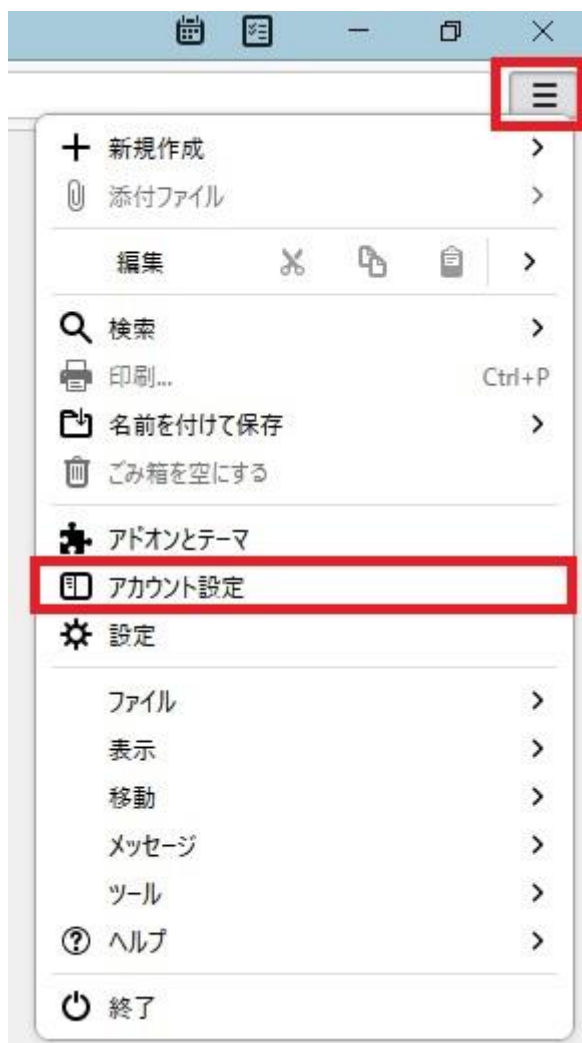 新規作成
添付ファイル
編集
検索
印刷... Ctrl+P
名前を付けて保存
ごみ箱を空にする
アドオンとテーマ
アカウント設定
設定
ファイル
表示
移動
メッセージ
ツール
ヘルプ
終了